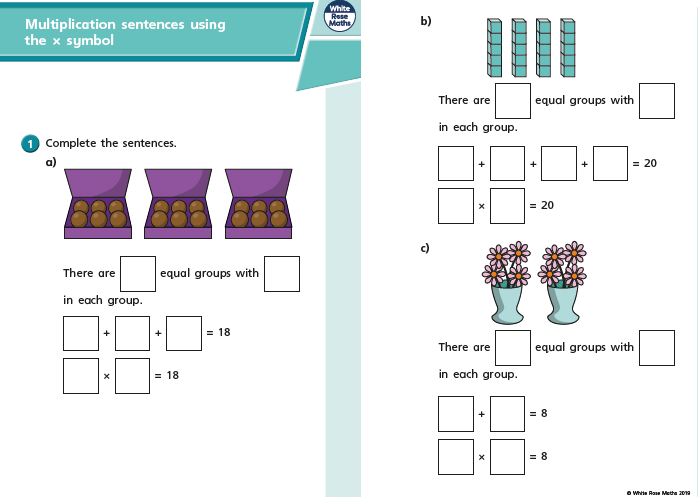 Multiplication sentences using
the × symbol
White
Rose
Maths
1 Complete the sentences.
a)
There are equal groups with
in each group.
+ + = 18
× = 18
b)
There are equal groups with
in each group.
+ + + = 20
× = 20
c)
There are equal groups with
in each group.
+ = 8
× = 8
© White Rose Maths 2019